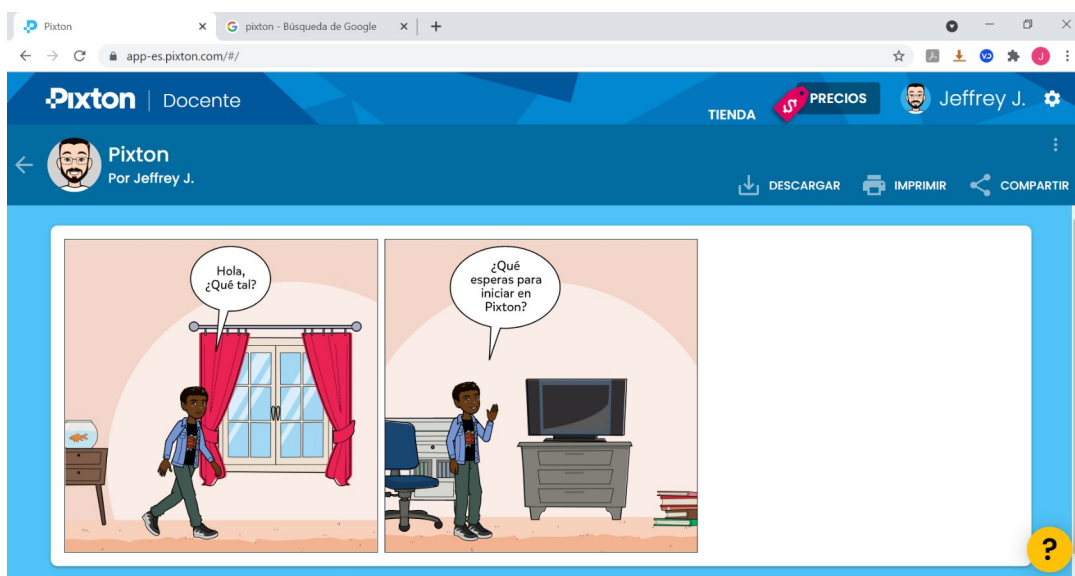 Pixton
pixton - Búsqueda de Google
app-es.pixton.com/#/
J
Pixton | Docente
TIENDA
PRECIOS
Jeffrey J.
Pixton
Por Jeffrey J.
DESCARGAR
IMPRIMIR
COMPARTIR
Hola,
¿Qué tal?
¿Qué
esperas para
iniciar en
Pixton?
?